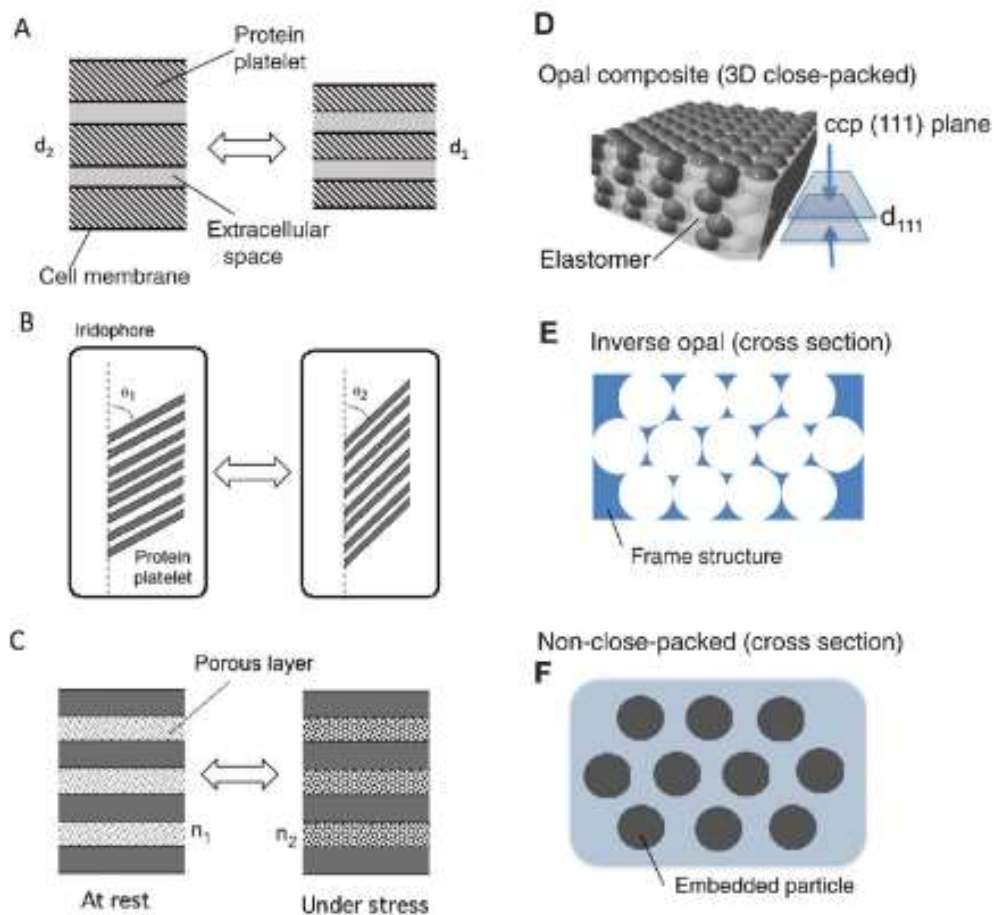 A
Protein
platelet
d₂
d₁
Extracellular
space
Cell membrane
B
Iridophore
θ₁
θ₂
Protein
platelet
C
Porous layer
n₁
n₂
At rest
Under stress
D
Opal composite (3D close-packed)
ccp (111) plane
d₁₁₁
Elastomer
E
Inverse opal (cross section)
Frame structure
Non-close-packed (cross section)
F
Embedded particle